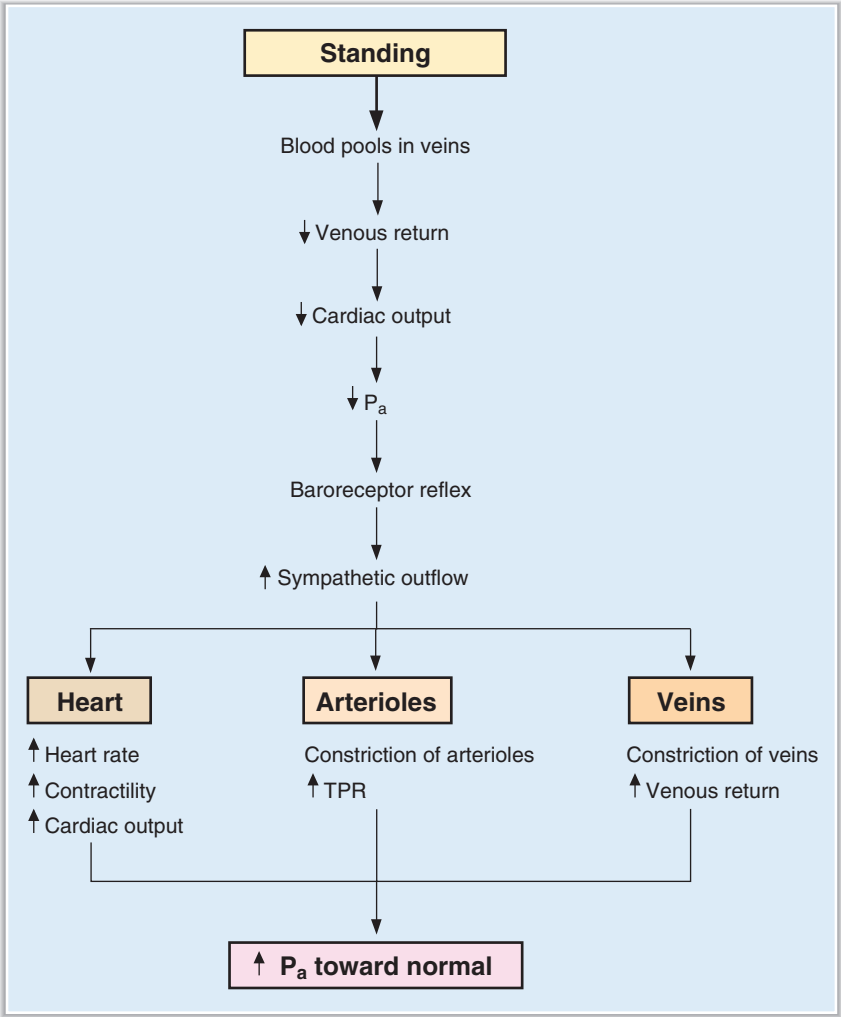 Standing
Blood pools in veins
↓ Venous return
↓ Cardiac output
↓ Pa
Baroreceptor reflex
↑ Sympathetic outflow
Heart
↑ Heart rate
↑ Contractility
↑ Cardiac output
Arterioles
Constriction of arterioles
↑ TPR
Veins
Constriction of veins
↑ Venous return
↑ Pa toward normal